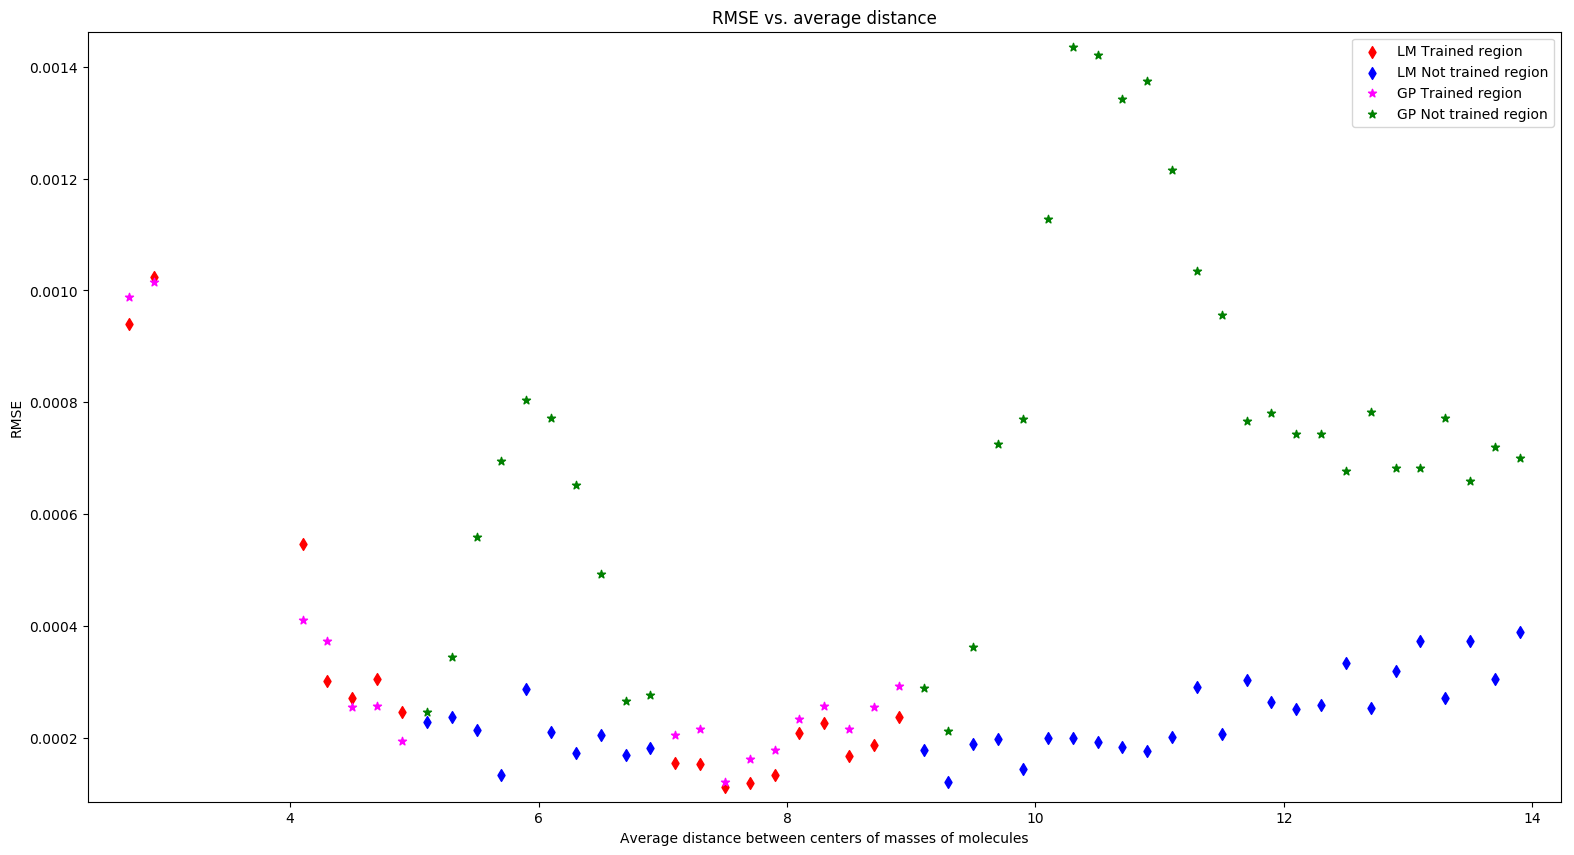 RMSE vs. average distance
LM Trained region
LM Not trained region
GP Trained region
GP Not trained region
0.0014
0.0012
0.0010
0.0008
0.0006
0.0004
0.0002
RMSE
4 6 8 10 12 14
Average distance between centers of masses of molecules